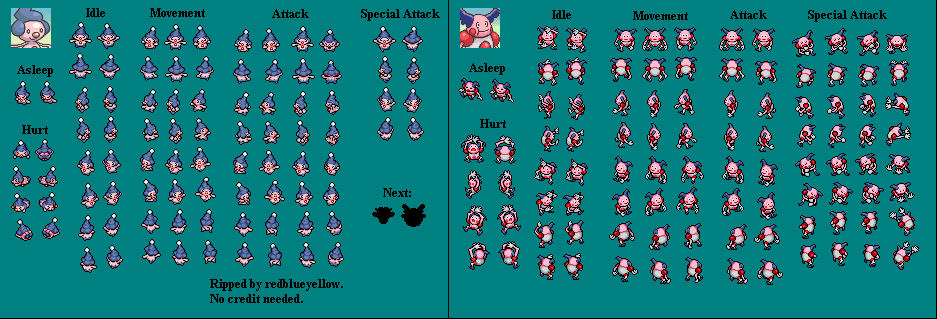 Idle
Movement
Attack
Special Attack
Asleep
Hurt
Next:
Ripped by redblueyellow.
No credit needed.
Idle
Movement
Attack
Special Attack
Asleep
Hurt